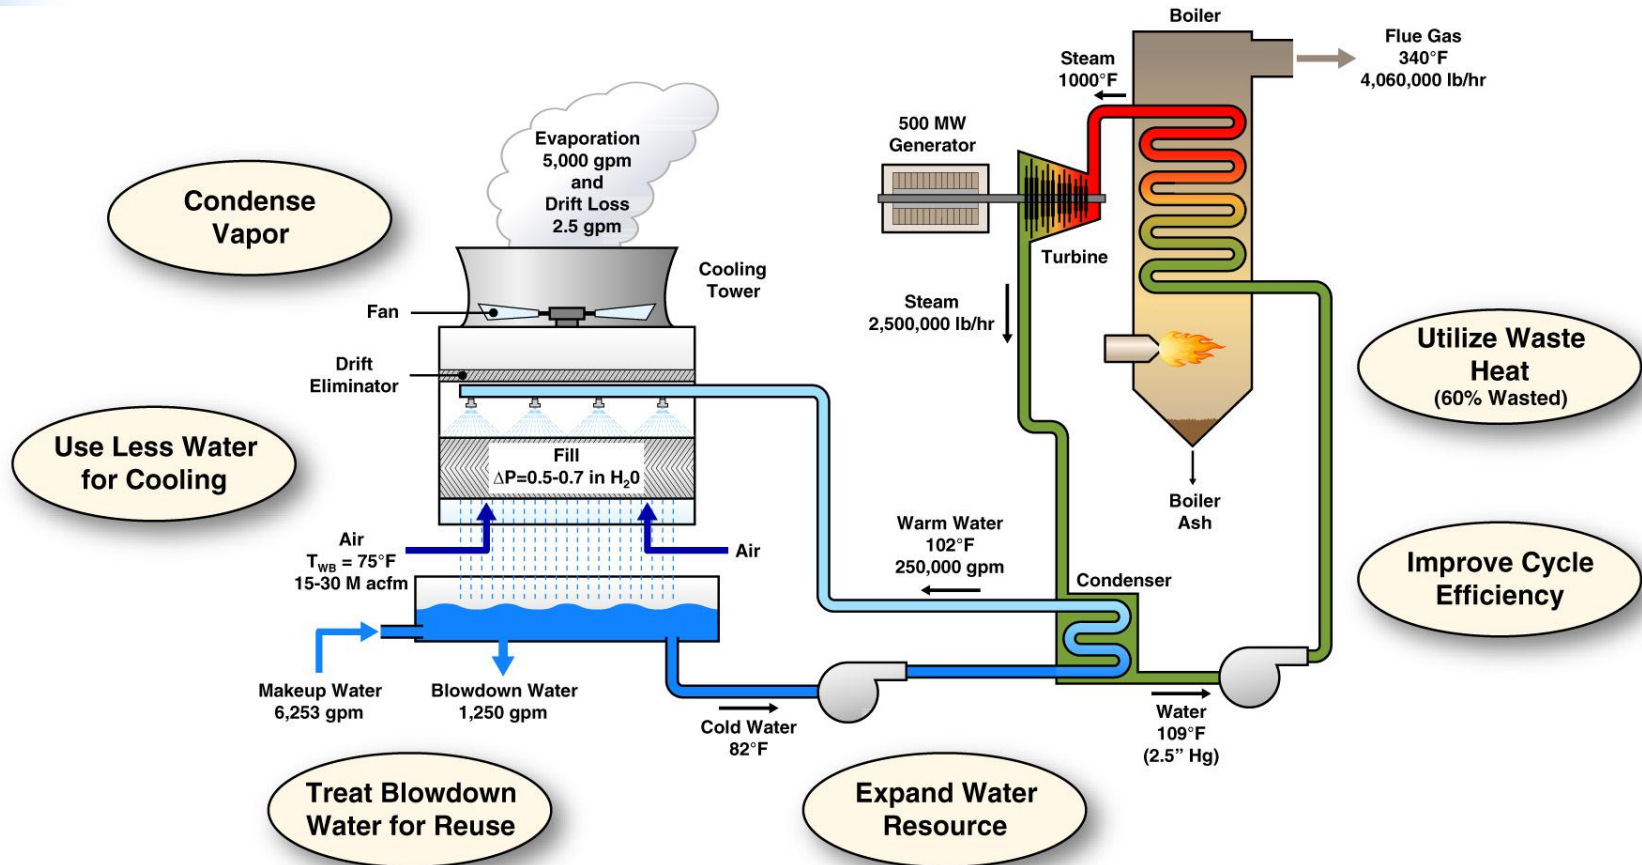 Boiler
Flue Gas
340°F
4,060,000 lb/hr
Steam
1000°F
500 MW
Generator
Turbine
Evaporation
5,000 gpm
and
Drift Loss
2.5 gpm
Condense
Vapor
Cooling
Tower
Fan
Steam
2,500,000 lb/hr
Drift
Eliminator
Utilize Waste
Heat
(60% Wasted)
Use Less Water
for Cooling
Fill
ΔP=0.5-0.7 in H₂0
Boiler
Ash
Air
T_WB = 75°F
15-30 M acfm
Air
Warm Water
102°F
250,000 gpm
Condenser
Improve Cycle
Efficiency
Makeup Water
6,253 gpm
Blowdown Water
1,250 gpm
Cold Water
82°F
Water
109°F
(2.5” Hg)
Treat Blowdown
Water for Reuse
Expand Water
Resource